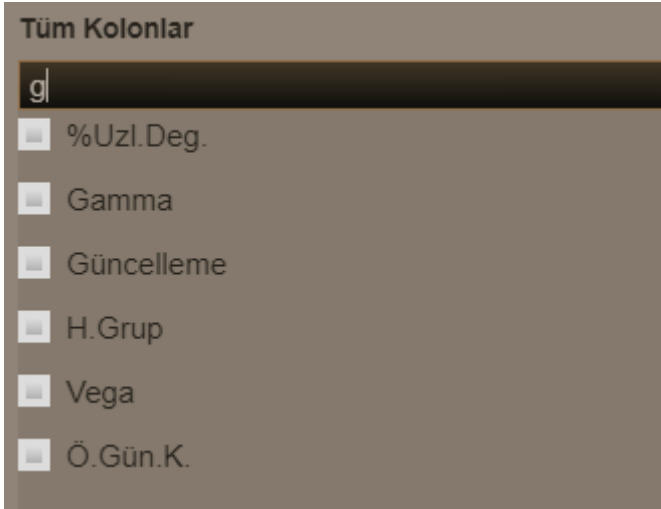 Tüm Kolonlar
g
%Uzl.Deg.
Gamma
Güncelleme
H.Grup
Vega
Ö.Gün.K.